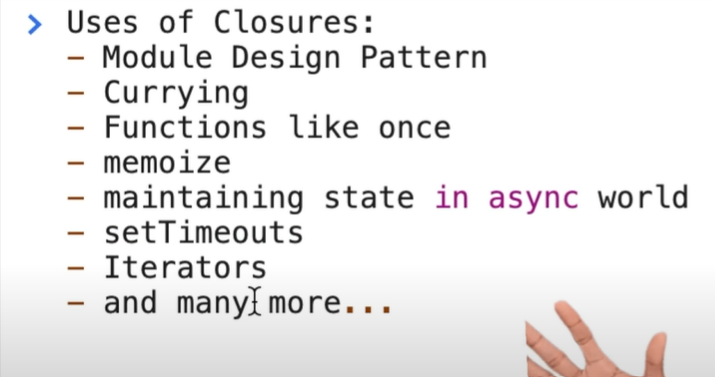 > Uses of Closures:
- Module Design Pattern
- Currying
- Functions like once
- memoize
- maintaining state in async world
- setTimeouts
- Iterators
- and many more...